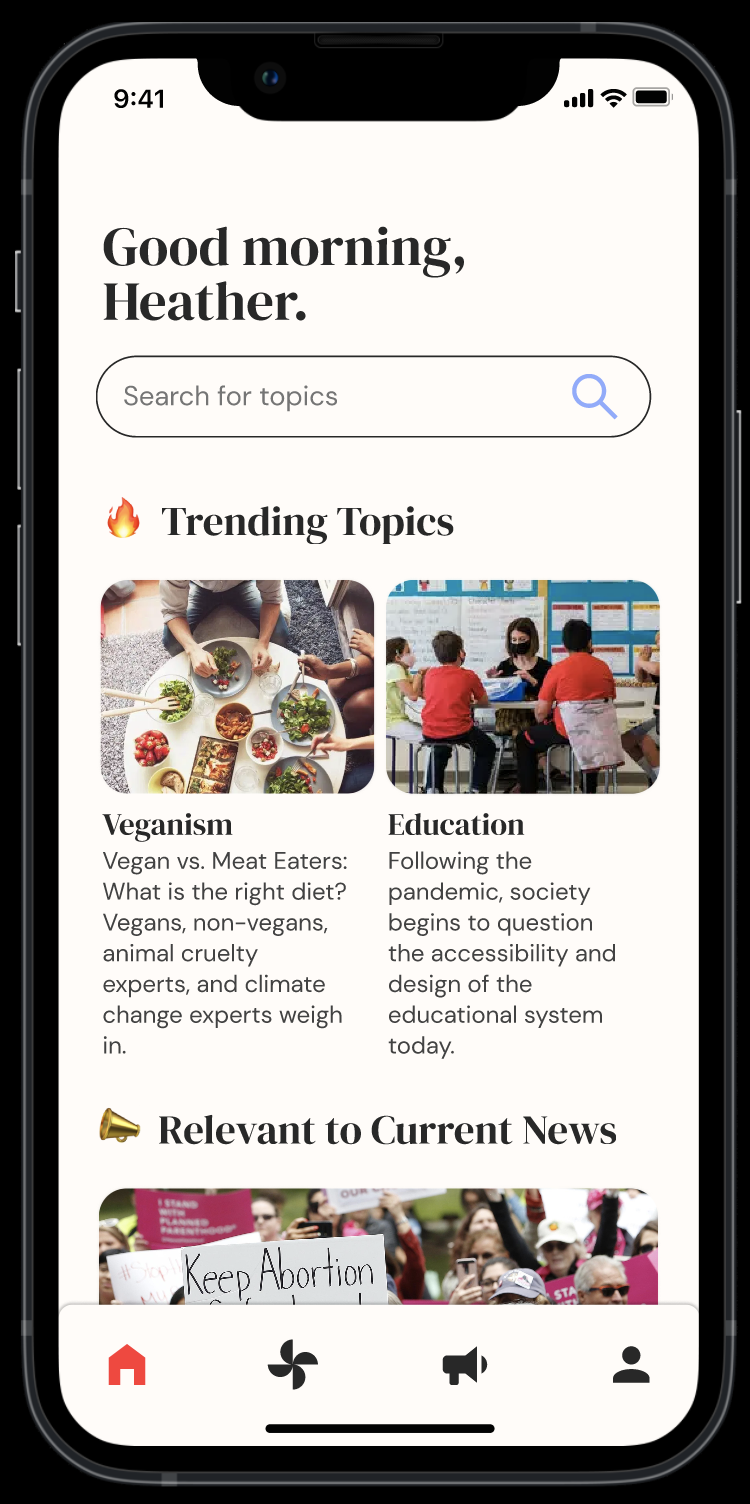 9:41
Good morning,
Heather.
Search for topics
Trending Topics
Veganism
Vegan vs. Meat Eaters:
What is the right diet?
Vegans, non-vegans,
animal cruelty
experts, and climate
change experts weigh
in.
Education
Following the
pandemic, society
begins to question
the accessibility and
design of the
educational system
today.
Relevant to Current News
I STAND
WITH
PLANNED
PARENTHOOD
Keep Abortion
STA